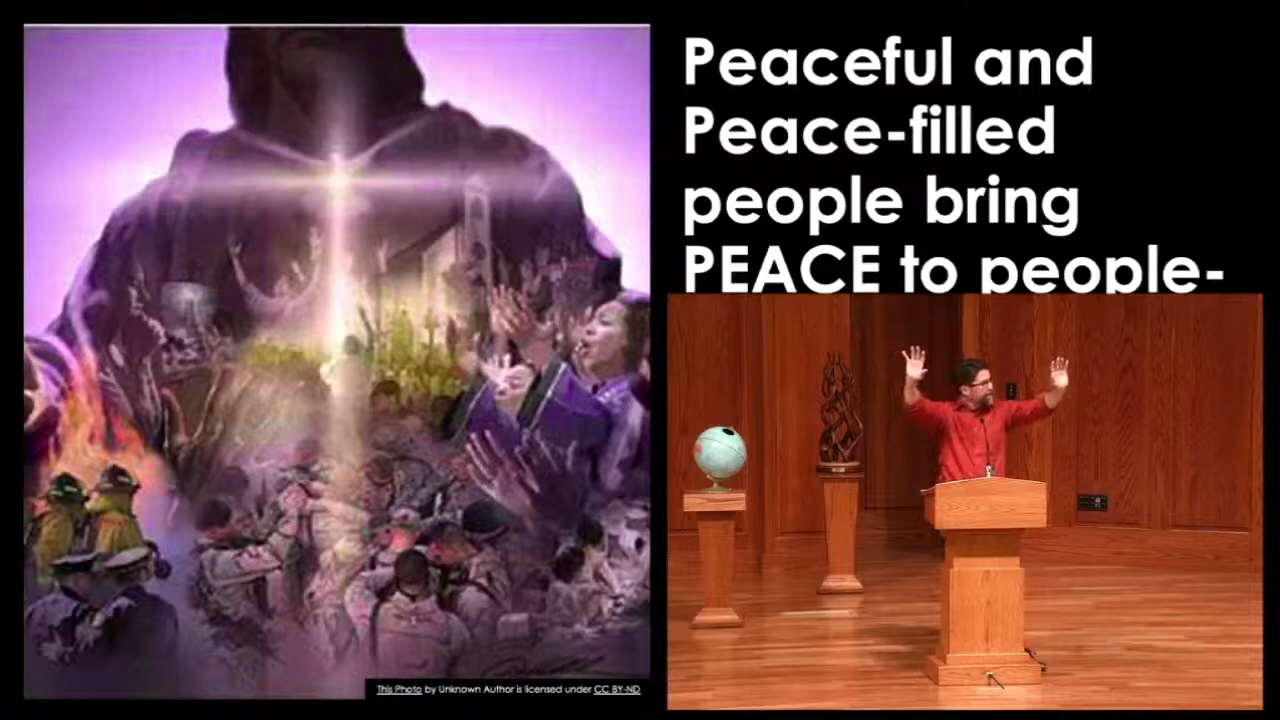 Peaceful and
Peace-filled
people bring
PEACE to people-
This Photo by Unknown Author is licensed under CC BY-ND